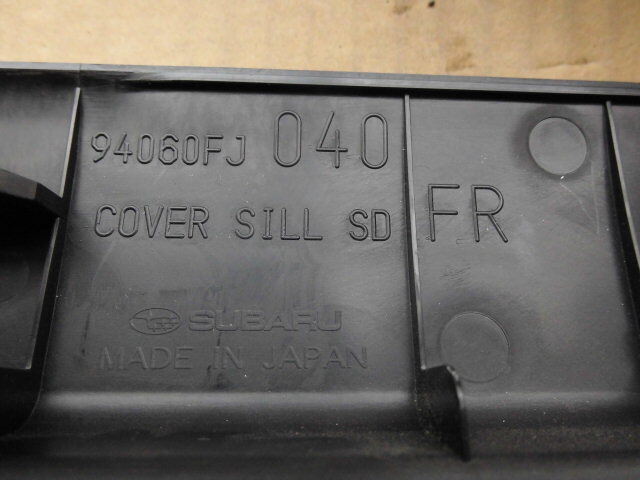 94060FJ 040
COVER SILL SD FR
SUBARU
MADE IN JAPAN